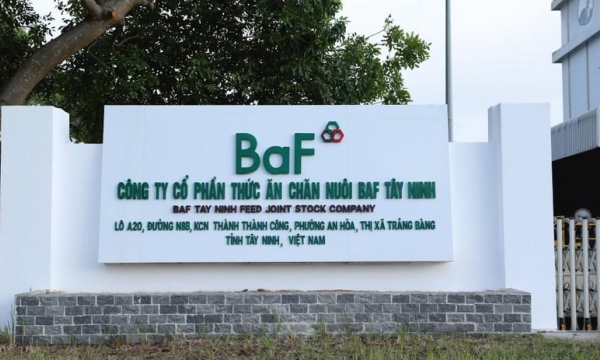 BaF
CÔNG TY CỔ PHẦN THỨC ĂN CHĂN NUÔI BAF TÂY NINH
BAF TAY NINH FEED JOINT STOCK COMPANY
LÔ A20, ĐƯỜNG N8B, KCN THÀNH THÀNH CÔNG, PHƯỜNG AN HÒA, THỊ XÃ TRẢNG BÀNG
TỈNH TÂY NINH, VIỆT NAM